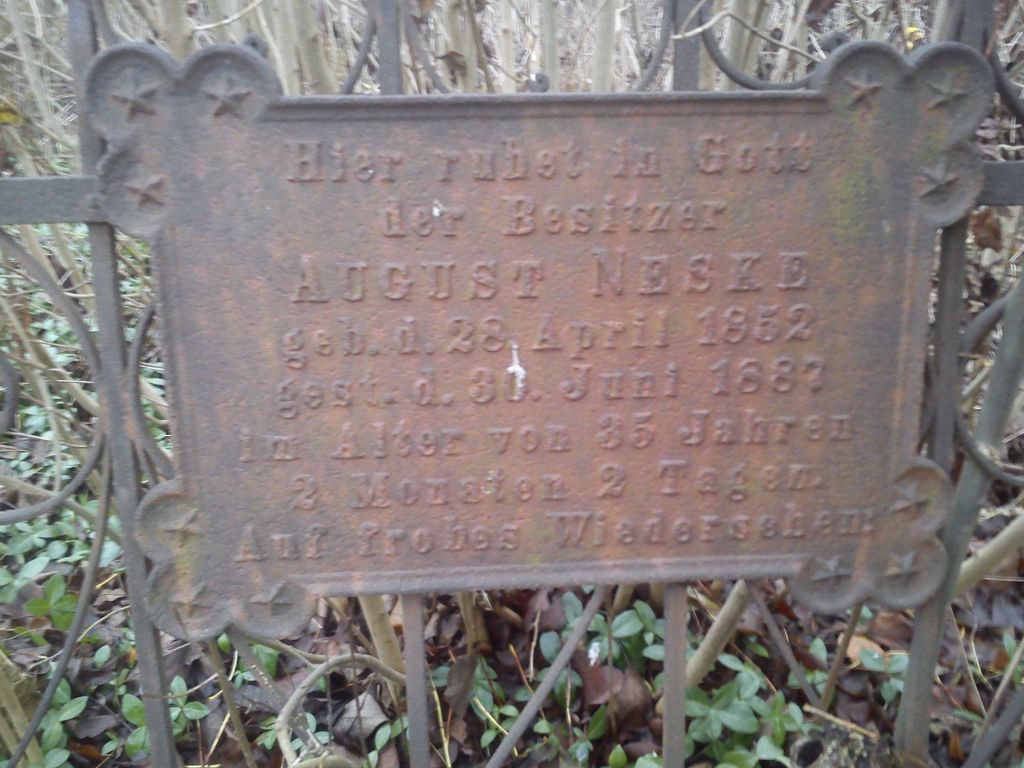 Hier ruhet in Gott
der Besitzer
AUGUST NESKE
geb. d. 28. April 1852
gest. d. 30. Juni 1887
im Alter von 35 Jahren
2 Monaten 2 Tagen.
Auf frohes Wiedersehen!